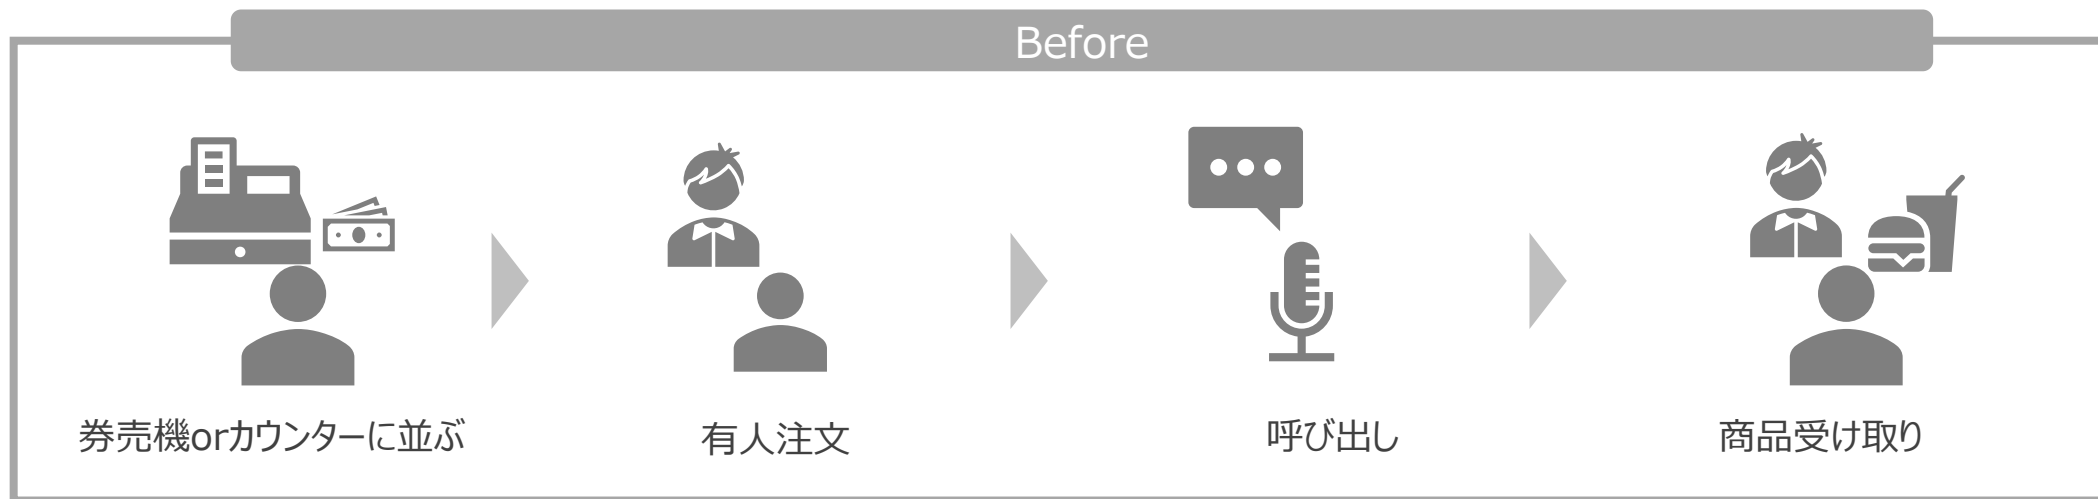 Before
券売機orカウンターに並ぶ
有人注文
呼び出し
商品受け取り